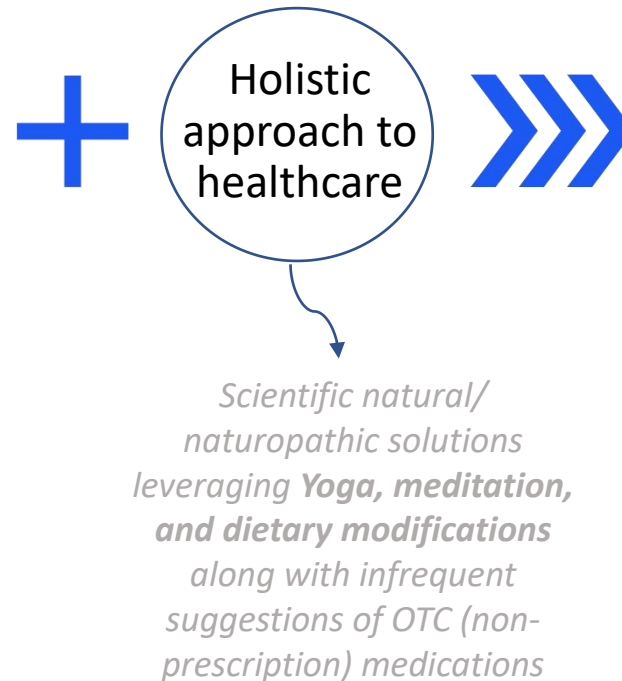 Holistic
approach to
healthcare
Scientific natural/
naturopathic solutions
leveraging Yoga, meditation,
and dietary modifications
along with infrequent
suggestions of OTC (non-
prescription) medications